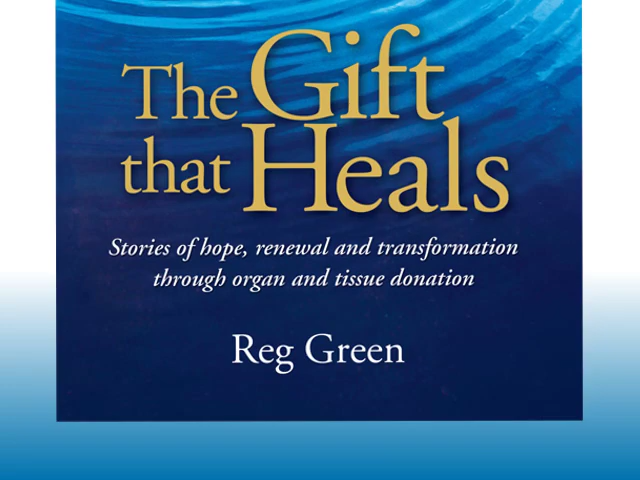 The Gift
that Heals
Stories of hope, renewal and transformation
through organ and tissue donation
Reg Green